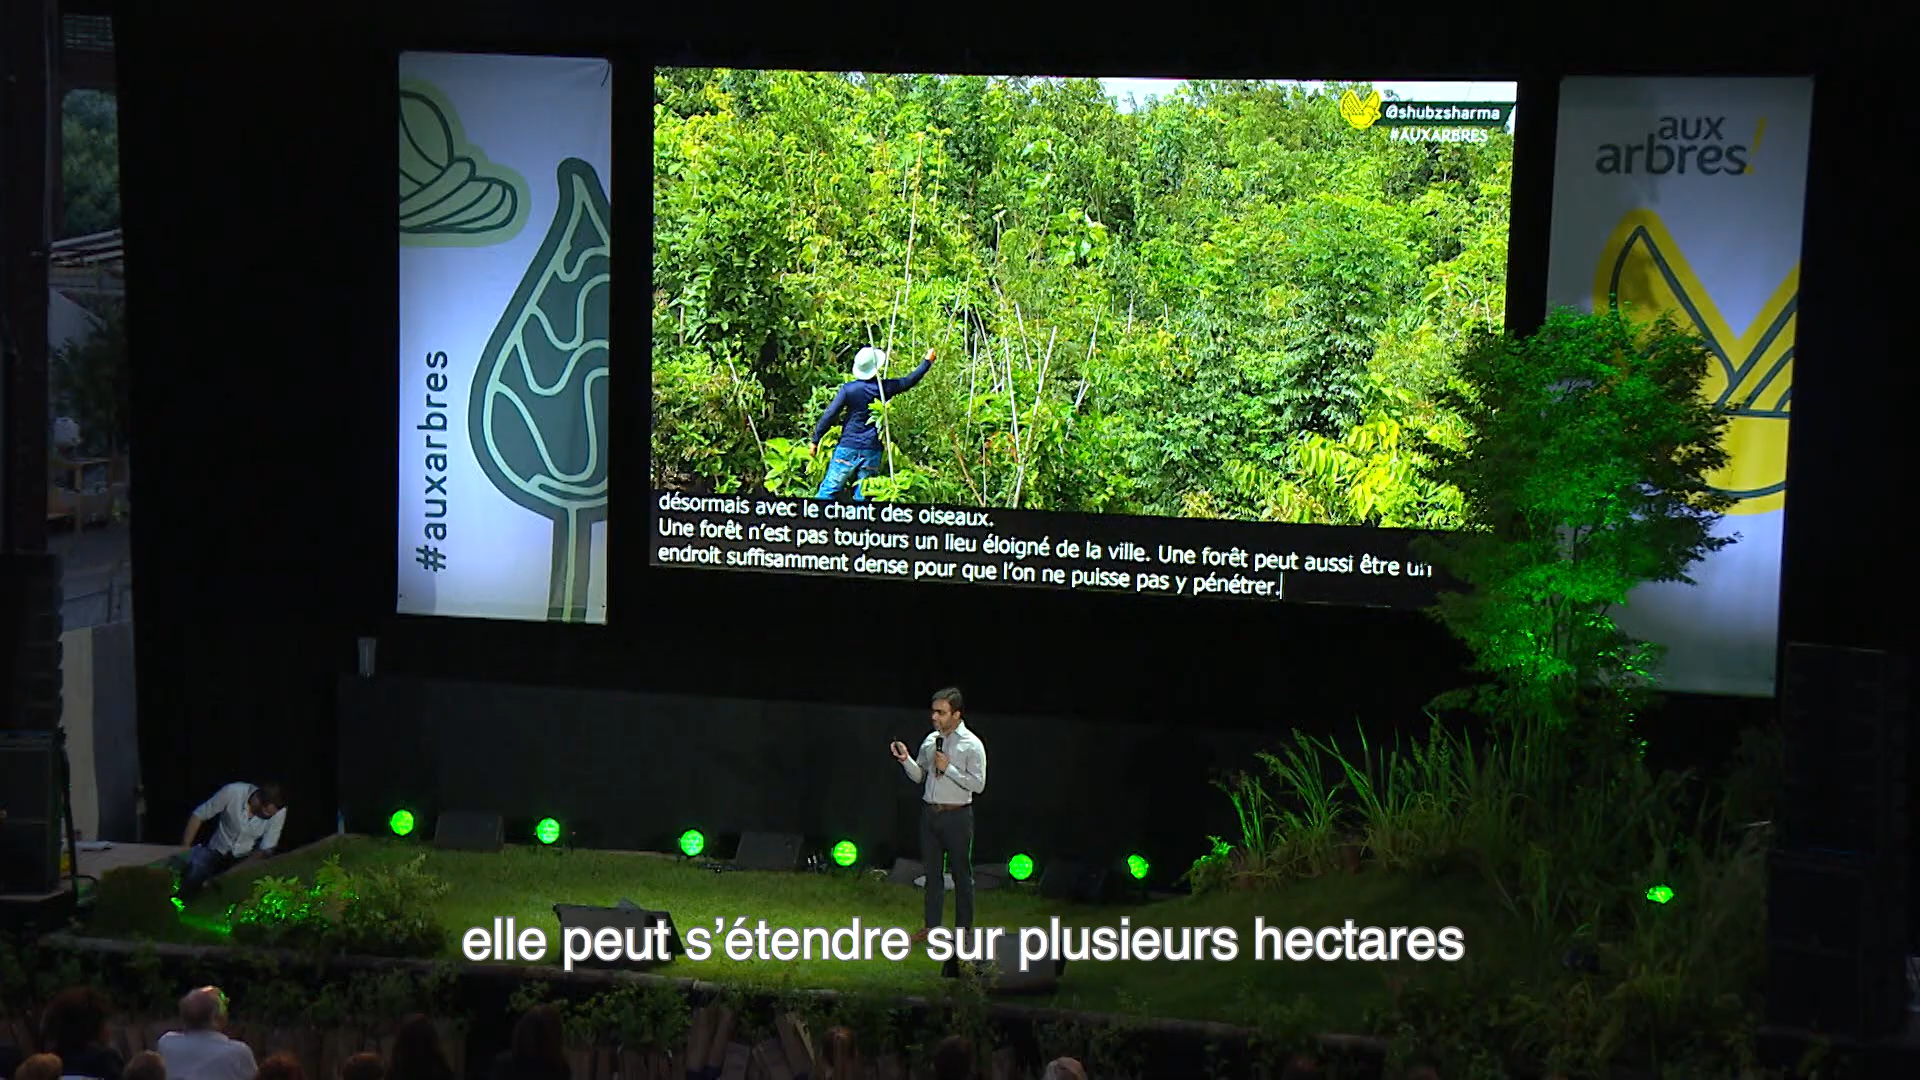 @shubzsharma
#AUXARBRES
aux
arbres!
#auxarbres
désormais avec le chant des oiseaux.
Une forêt n'est pas toujours un lieu éloigné de la ville. Une forêt peut aussi être un
endroit suffisamment dense pour que l'on ne puisse pas y pénétrer.
elle peut s'étendre sur plusieurs hectares